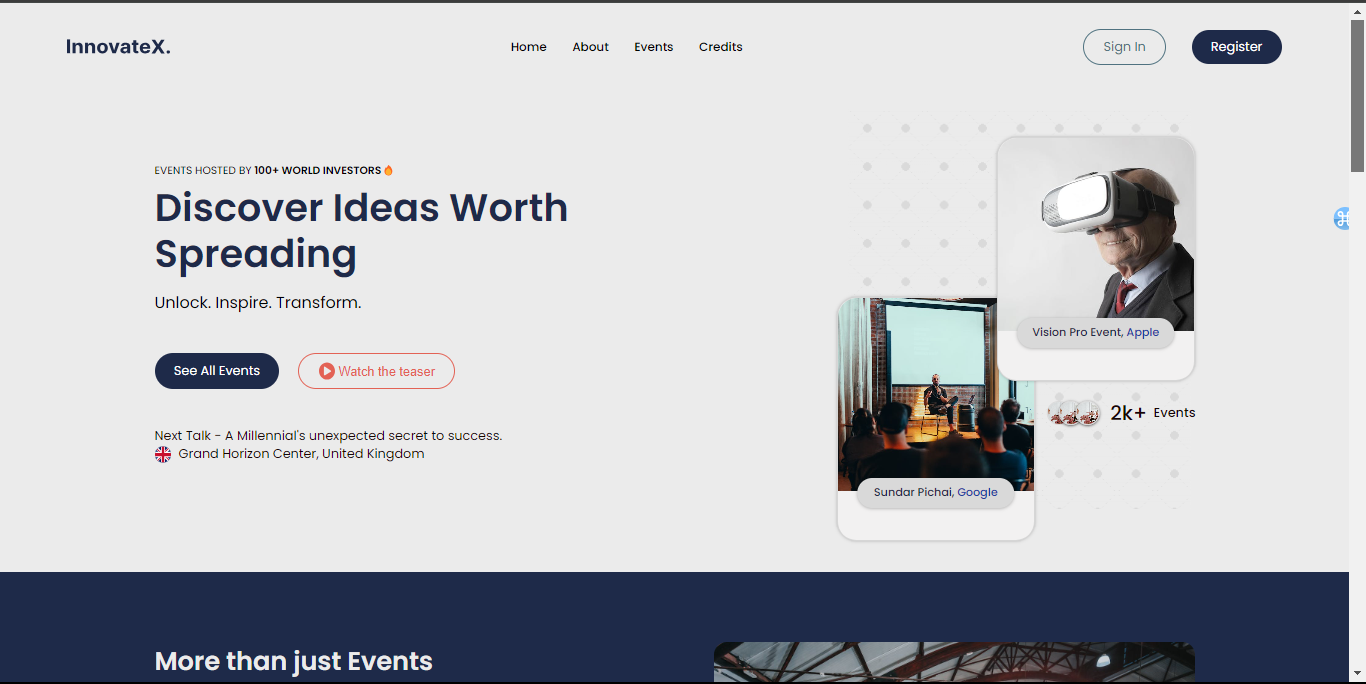 InnovateX.
Home About Events Credits
Sign In
Register
EVENTS HOSTED BY 100+ WORLD INVESTORS
Discover Ideas Worth
Spreading
Unlock. Inspire. Transform.
See All Events
Watch the teaser
Next Talk - A Millennial's unexpected secret to success.
Grand Horizon Center, United Kingdom
Vision Pro Event, Apple
2k+ Events
Sundar Pichai, Google
More than just Events